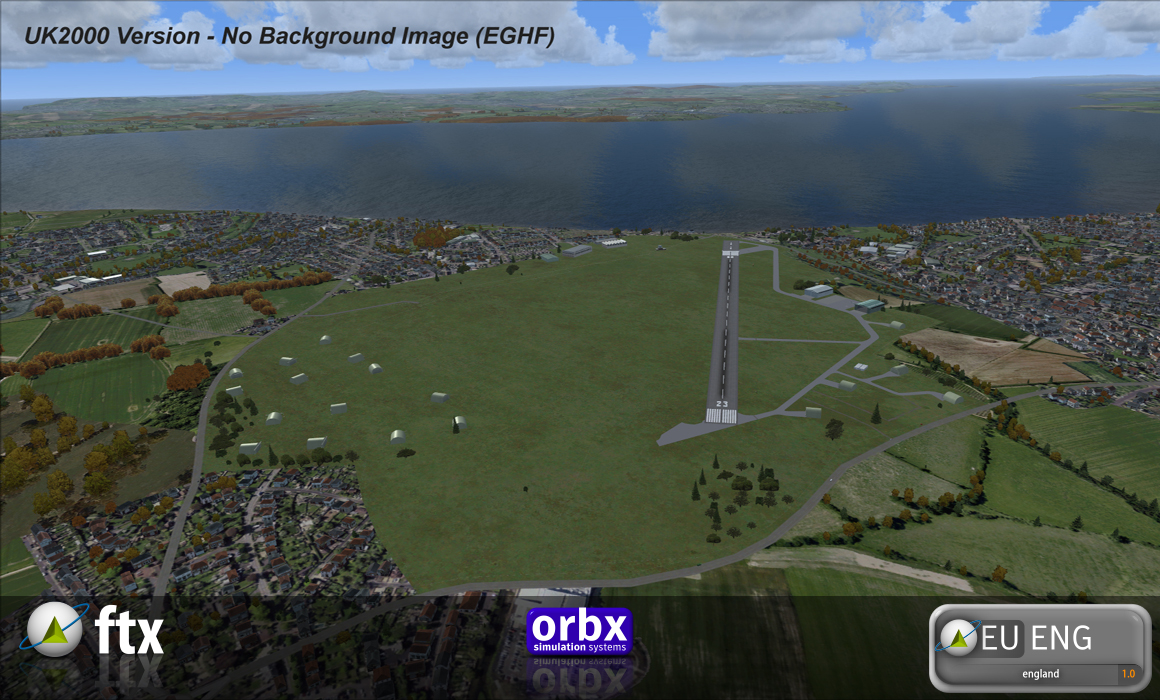 UK2000 Version - No Background Image (EGHF)
23
ftx
orbx
simulation systems
EU ENG
england
1.0